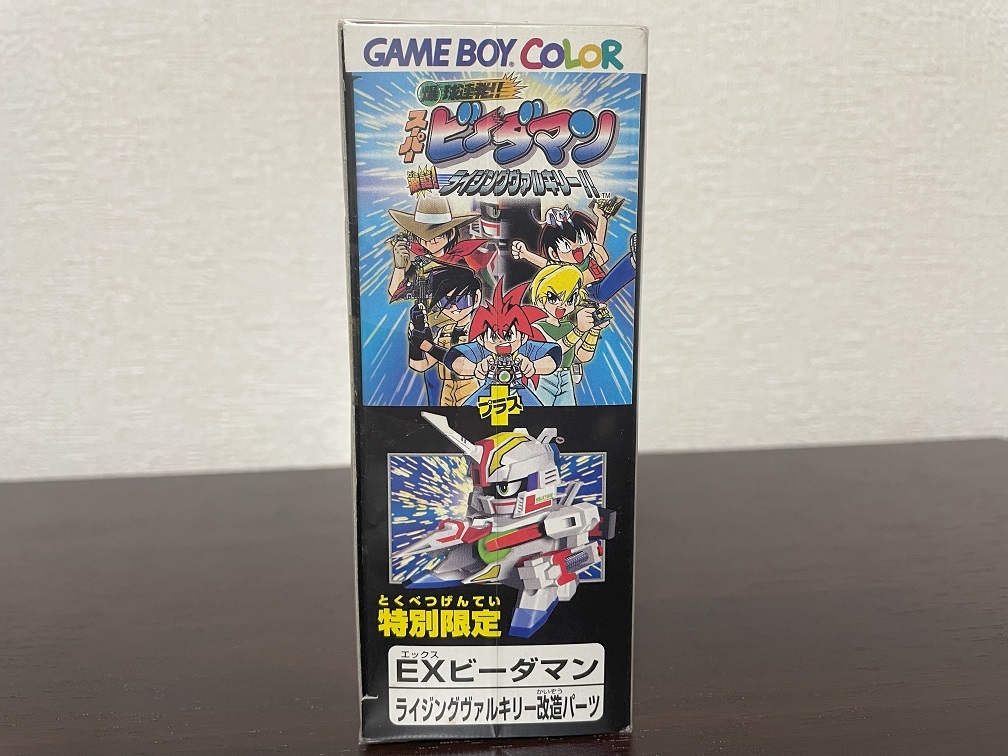 GAME BOY COLOR
爆球連発!!
スーパー
ビーダマン
激誕!
ライジングヴァルキリー!!
TM
プラス
とくべつげんてい
特別限定
エックス
EXビーダマン
かいぞう
ライジングヴァルキリー改造パーツ